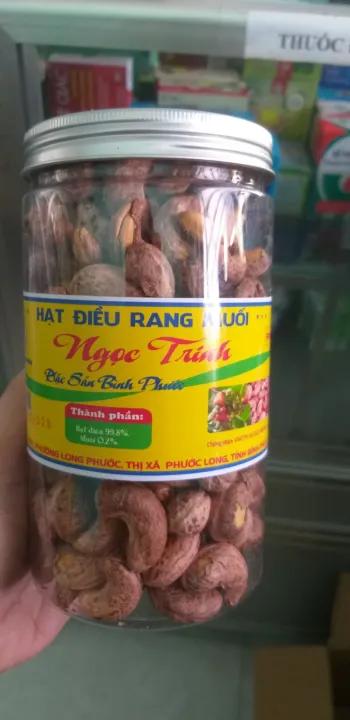 THUỐC
HẠT ĐIỀU RANG MUỐI
Ngọc Trinh
Đặc Sản Bình Phước
Thành phần:
Hạt điều 99,8%.
Muối 0,2%.
PHƯỜNG LONG PHƯỚC, THỊ XÃ PHƯỚC LONG, TỈNH